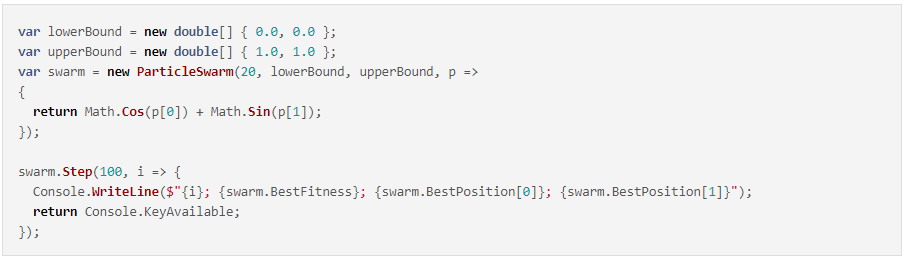 var lowerBound = new double[] { 0.0, 0.0 };
var upperBound = new double[] { 1.0, 1.0 };
var swarm = new ParticleSwarm(20, lowerBound, upperBound, p =>
{
  return Math.Cos(p[0]) + Math.Sin(p[1]);
});

swarm.Step(100, i => {
  Console.WriteLine($"{i}; {swarm.BestFitness}; {swarm.BestPosition[0]}; {swarm.BestPosition[1]}");
  return Console.KeyAvailable;
});